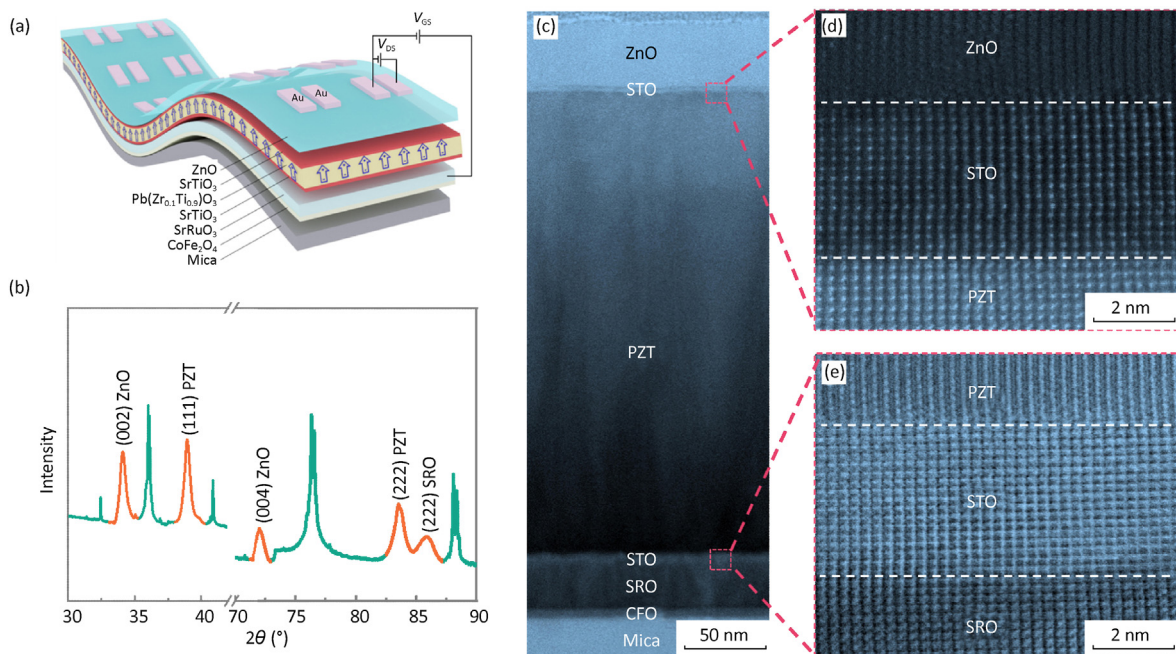 (a)
V_GS
V_DS
Au Au
ZnO
SrTiO₃
Pb(Zr₀.₁Ti₀.₉)O₃
SrTiO₃
SrRuO₃
CoFe₂O₄
Mica
(b)
Intensity
(002) ZnO
(111) PZT
(004) ZnO
(222) PZT
(222) SRO
30 35 40 70 75 80 85 90
2θ (°)
(c)
ZnO
STO
PZT
STO
SRO
CFO
Mica
50 nm
(d)
ZnO
STO
PZT
2 nm
(e)
PZT
STO
SRO
2 nm